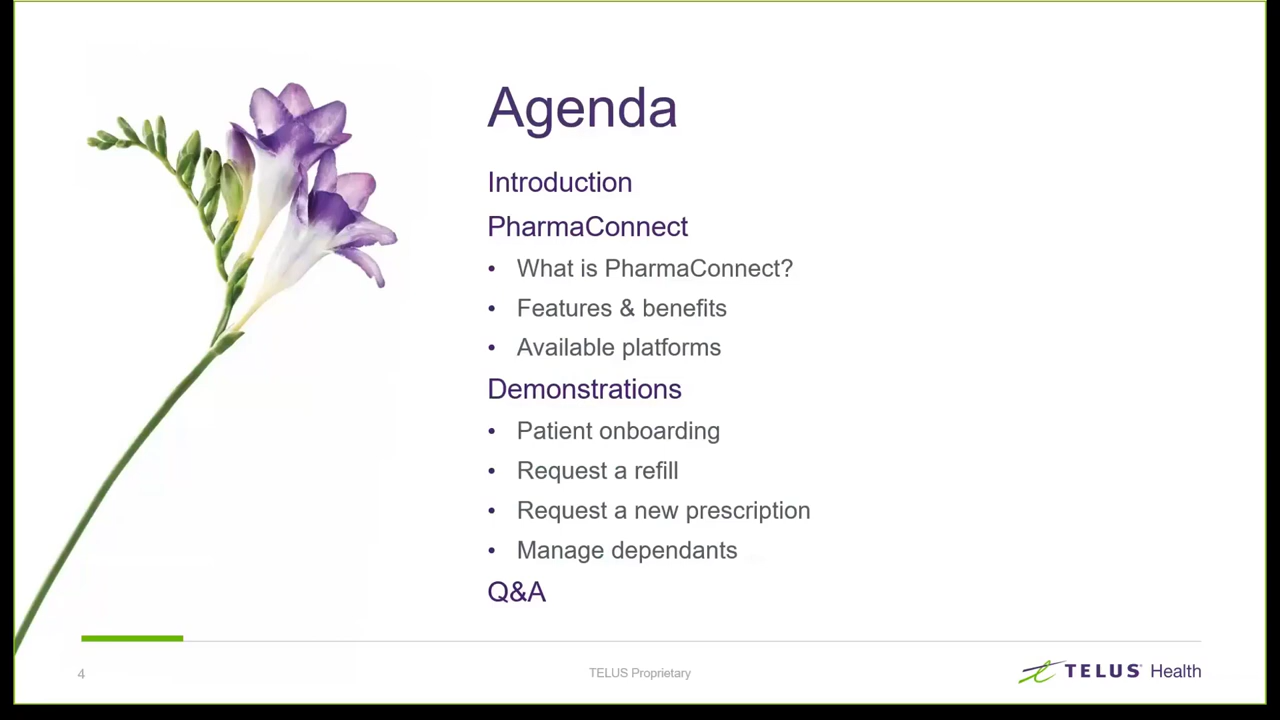 Agenda
Introduction
PharmaConnect
• What is PharmaConnect?
• Features & benefits
• Available platforms
Demonstrations
• Patient onboarding
• Request a refill
• Request a new prescription
• Manage dependants
Q&A
4
TELUS Proprietary
TELUS® Health